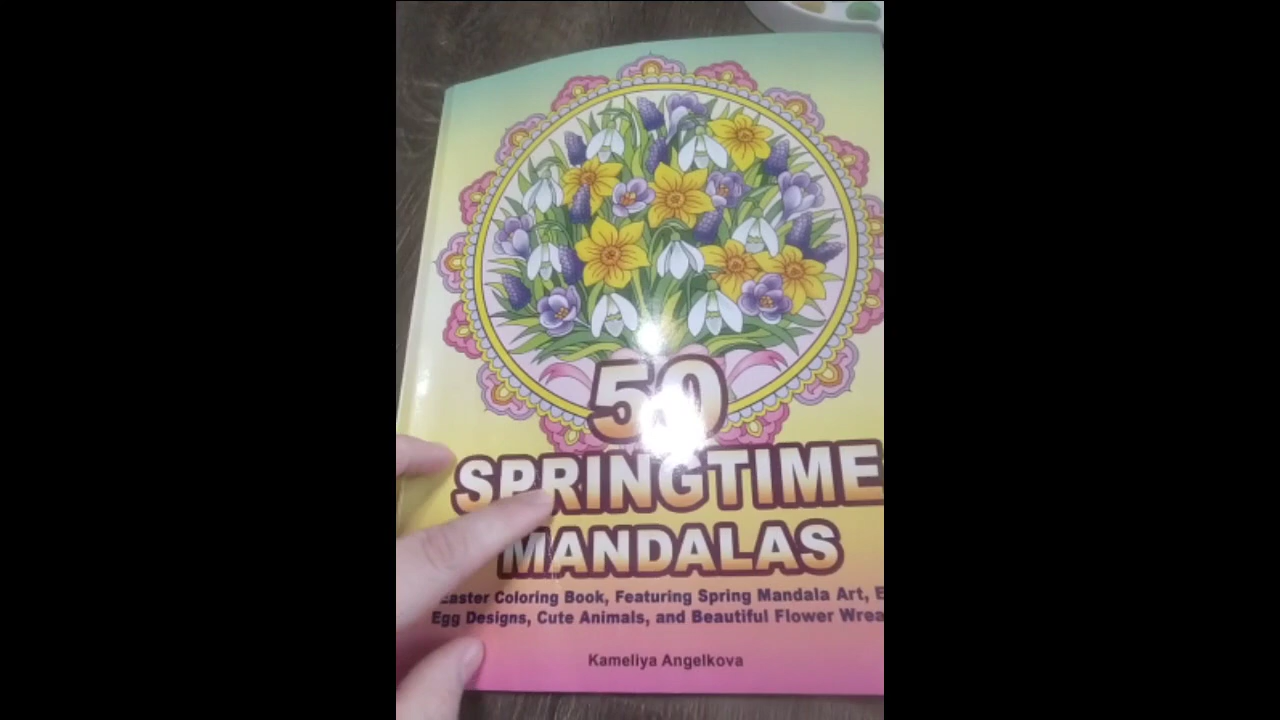 50
SPRINGTIME
MANDALAS
Easter Coloring Book, Featuring Spring Mandala Art,
Egg Designs, Cute Animals, and Beautiful Flower
Kameliya Angelkova